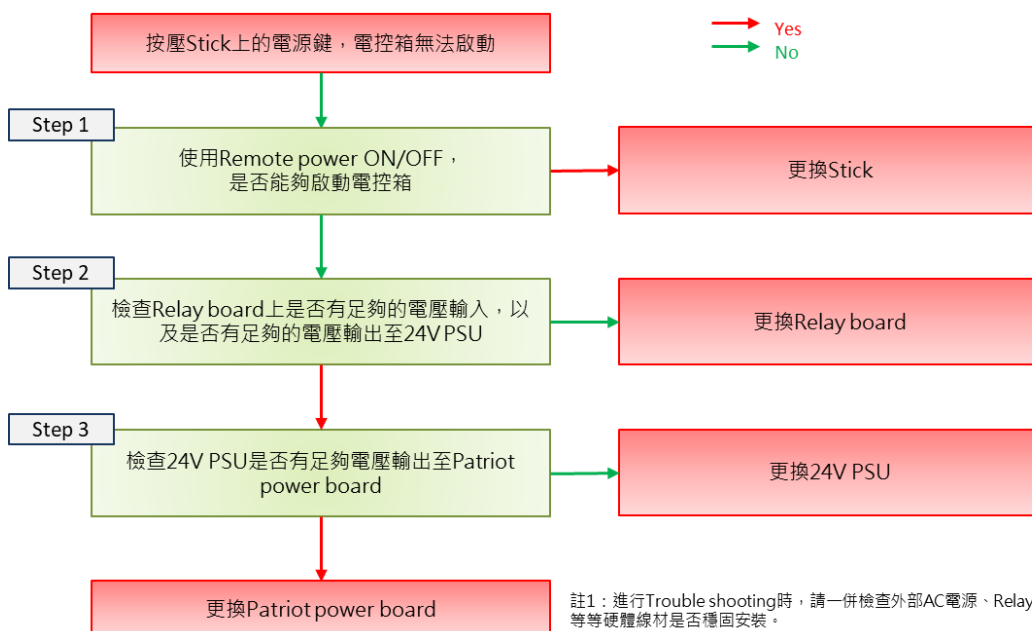 按壓Stick上的電源鍵，電控箱無法啟動
Yes
No
Step 1
使用Remote power ON/OFF，
是否能夠啟動電控箱
更換Stick
Step 2
檢查Relay board上是否有足夠的電壓輸入，以
及是否有足夠的電壓輸出至24V PSU
更換Relay board
Step 3
檢查24V PSU是否有足夠電壓輸出至Patriot
power board
更換24V PSU
更換Patriot power board
註1：進行Trouble shooting時，請一併檢查外部AC電源、Relay
等等硬體線材是否穩固安裝。